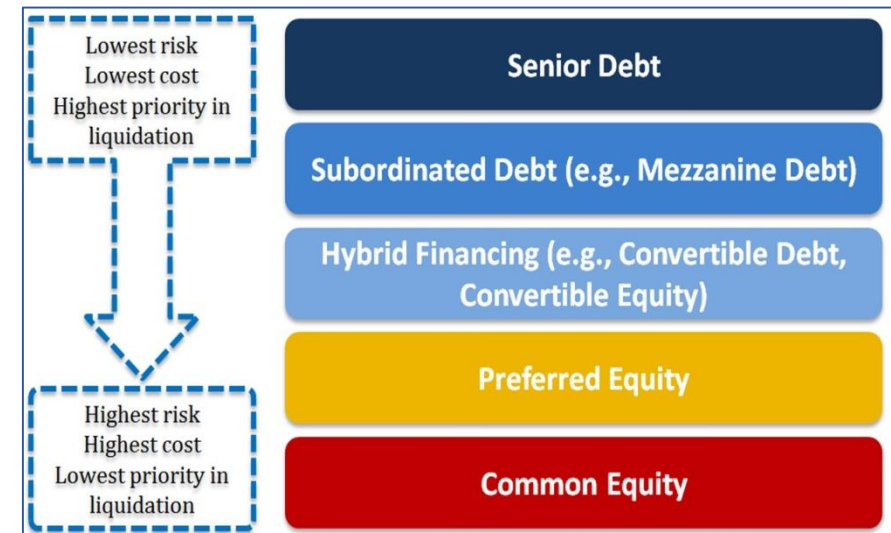 Lowest risk
Lowest cost
Highest priority in
liquidation
Senior Debt
Subordinated Debt (e.g., Mezzanine Debt)
Hybrid Financing (e.g., Convertible Debt,
Convertible Equity)
Preferred Equity
Highest risk
Highest cost
Lowest priority in
liquidation
Common Equity